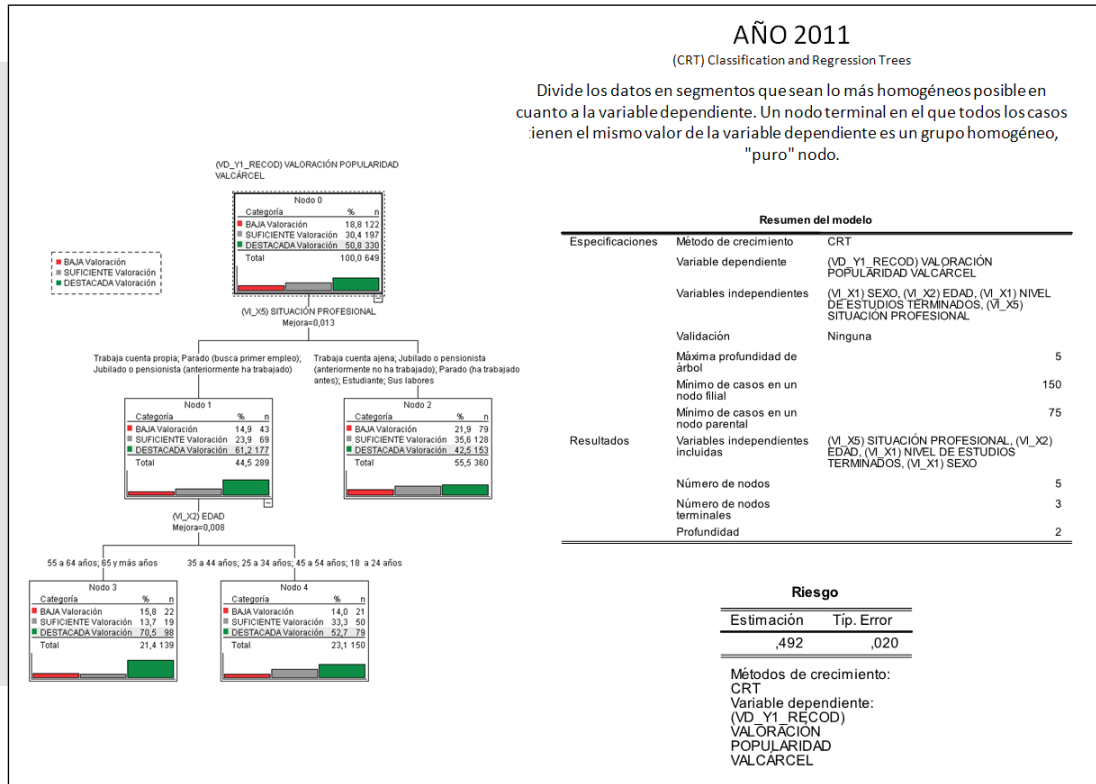 AÑO 2011
(CRT) Classification and Regression Trees
Divide los datos en segmentos que sean lo más homogéneos posible en
cuanto a la variable dependiente. Un nodo terminal en el que todos los casos
tienen el mismo valor de la variable dependiente es un grupo homogéneo,
"puro" nodo.
(VD_Y1_RECOD) VALORACIÓN POPULARIDAD
VALCÁRCEL
Nodo 0
Categoría % n
BAJA Valoración 18,8 122
SUFICIENTE Valoración 30,4 197
DESTACADA Valoración 50,8 330
Total 100,0 649
BAJA Valoración
SUFICIENTE Valoración
DESTACADA Valoración
(VI_X5) SITUACIÓN PROFESIONAL
Mejora=0,013
Trabaja cuenta propia; Parado (busca primer empleo);
Jubilado o pensionista (anteriormente ha trabajado)
Trabaja cuenta ajena; Jubilado o pensionista
(anteriormente no ha trabajado); Parado (ha trabajado
antes); Estudiante; Sus labores
Nodo 1
Categoría % n
BAJA Valoración 14,9 43
SUFICIENTE Valoración 23,9 69
DESTACADA Valoración 61,2 177
Total 44,5 289
Nodo 2
Categoría % n
BAJA Valoración 21,9 79
SUFICIENTE Valoración 35,6 128
DESTACADA Valoración 42,5 153
Total 55,5 360
(VI_X2) EDAD
Mejora=0,008
55 a 64 años; 65 y más años
35 a 44 años; 25 a 34 años; 45 a 54 años; 18 a 24 años
Nodo 3
Categoría % n
BAJA Valoración 15,8 22
SUFICIENTE Valoración 13,7 19
DESTACADA Valoración 70,5 98
Total 21,4 139
Nodo 4
Categoría % n
BAJA Valoración 14,0 21
SUFICIENTE Valoración 33,3 50
DESTACADA Valoración 52,7 79
Total 23,1 150
Resumen del modelo
Especificaciones Método de crecimiento CRT
Variable dependiente (VD_Y1_RECOD) VALORACIÓN
POPULARIDAD VALCÁRCEL
Variables independientes (VI_X1) SEXO, (VI_X2) EDAD, (VI_X1) NIVEL
DE ESTUDIOS TERMINADOS, (VI_X5)
SITUACIÓN PROFESIONAL
Validación Ninguna
Máxima profundidad de
árbol 5
Mínimo de casos en un
nodo filial 150
Mínimo de casos en un
nodo parental 75
Resultados Variables independientes
incluidas (VI_X5) SITUACIÓN PROFESIONAL, (VI_X2)
EDAD, (VI_X1) NIVEL DE ESTUDIOS
TERMINADOS, (VI_X1) SEXO
Número de nodos 5
Número de nodos
terminales 3
Profundidad 2
Riesgo
Estimación Típ. Error
,492 ,020
Métodos de crecimiento:
CRT
Variable dependiente:
(VD_Y1_RECOD)
VALORACIÓN
POPULARIDAD
VALCÁRCEL